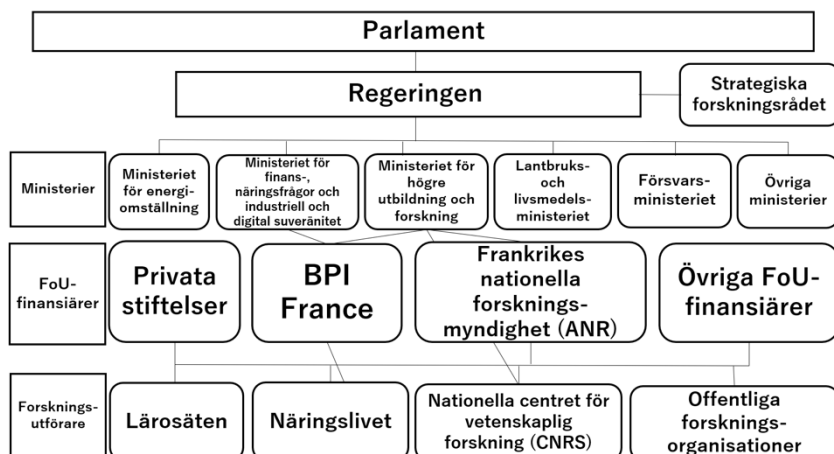 Parlament
Regeringen
Strategiska
forskningsrådet
Ministerier
Ministeriet
för energi-
omställning
Ministeriet för
finans-,
näringsfrågor och
industriell och
digital suveränitet
Ministeriet för
högre
utbildning och
forskning
Lantbruks-
och
livsmedels-
ministeriet
Försvars-
ministeriet
Övriga
ministerier
FoU-
finansiärer
Privata
stiftelser
BPI
France
Frankrikes
nationella
forsknings-
myndighet (ANR)
Övriga FoU-
finansiärer
Forsknings-
utförare
Lärosäten
Näringslivet
Nationella centret för
vetenskaplig
forskning (CNRS)
Offentliga
forsknings-
organisationer